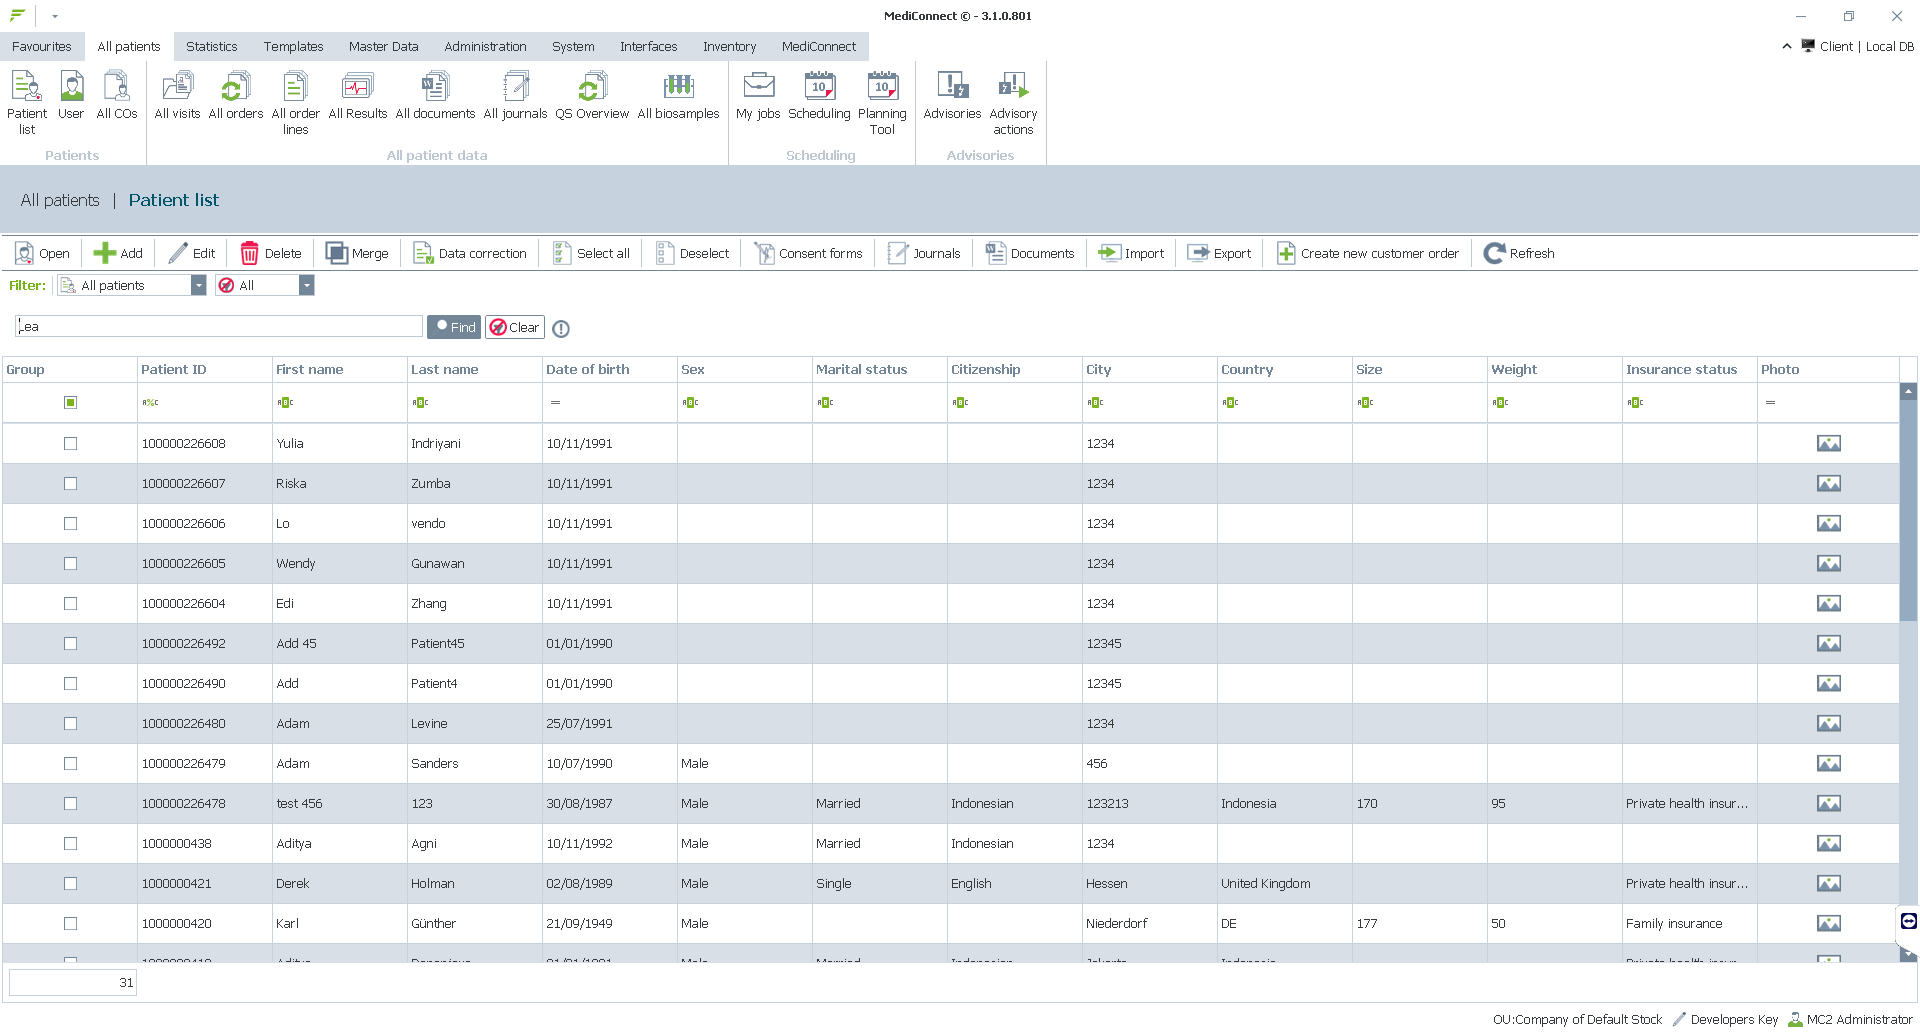 MediConnect © - 3.1.0.801
Favourites All patients Statistics Templates Master Data Administration System Interfaces Inventory MediConnect Client | Local DB
Patient list User All COs All visits All orders All order lines All Results All documents All journals QS Overview All biosamples My jobs Scheduling Planning Tool Advisories Advisory actions
Patients All patient data Scheduling Advisories
All patients | Patient list
Open Add Edit Delete Merge Data correction Select all Deselect Consent forms Journals Documents Import Export Create new customer order Refresh
Filter: All patients All
Lea Find Clear
Group Patient ID First name Last name Date of birth Sex Marital status Citizenship City Country Size Weight Insurance status Photo
100000226608 Yulia Indriyani 10/11/1991 1234
100000226607 Riska Zumba 10/11/1991 1234
100000226606 Lo vendo 10/11/1991 1234
100000226605 Wendy Gunawan 10/11/1991 1234
100000226604 Edi Zhang 10/11/1991 1234
100000226492 Add 45 Patient45 01/01/1990 12345
100000226490 Add Patient4 01/01/1990 12345
100000226480 Adam Levine 25/07/1991 1234
100000226479 Adam Sanders 10/07/1990 Male 456
100000226478 test 456 123 30/08/1987 Male Married Indonesian 123213 Indonesia 170 95 Private health insur...
1000000438 Aditya Agni 10/11/1992 Male Married Indonesian 1234
1000000421 Derek Holman 02/08/1989 Male Single English Hessen United Kingdom Private health insur...
1000000420 Karl Günther 21/09/1949 Male Niederdorf DE 177 50 Family insurance
31
OU:Company of Default Stock Developers Key MC2 Administrator